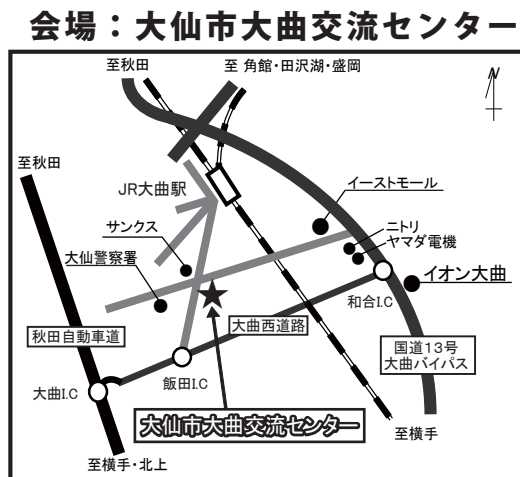 会場：大仙市大曲交流センター
至秋田
至 角館・田沢湖・盛岡
N
至秋田
JR大曲駅
イーストモール
サンクス
ニトリ
ヤマダ電機
大仙警察署
イオン大曲
和合I.C
秋田自動車道
大曲西道路
国道13号
大曲バイパス
飯田I.C
大曲I.C
大仙市大曲交流センター
至横手
至横手・北上